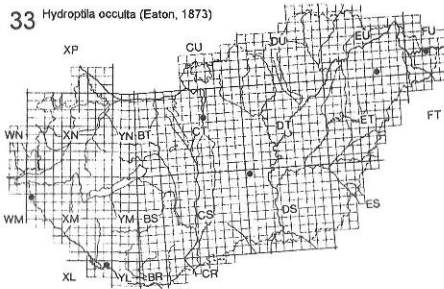 33 Hydroptila occulta (Eaton, 1873)
XP CU DU EU FU
WN XN YN BT CT DT ET FT
WM XM YM BS CS DS ES
XL YL BR CR